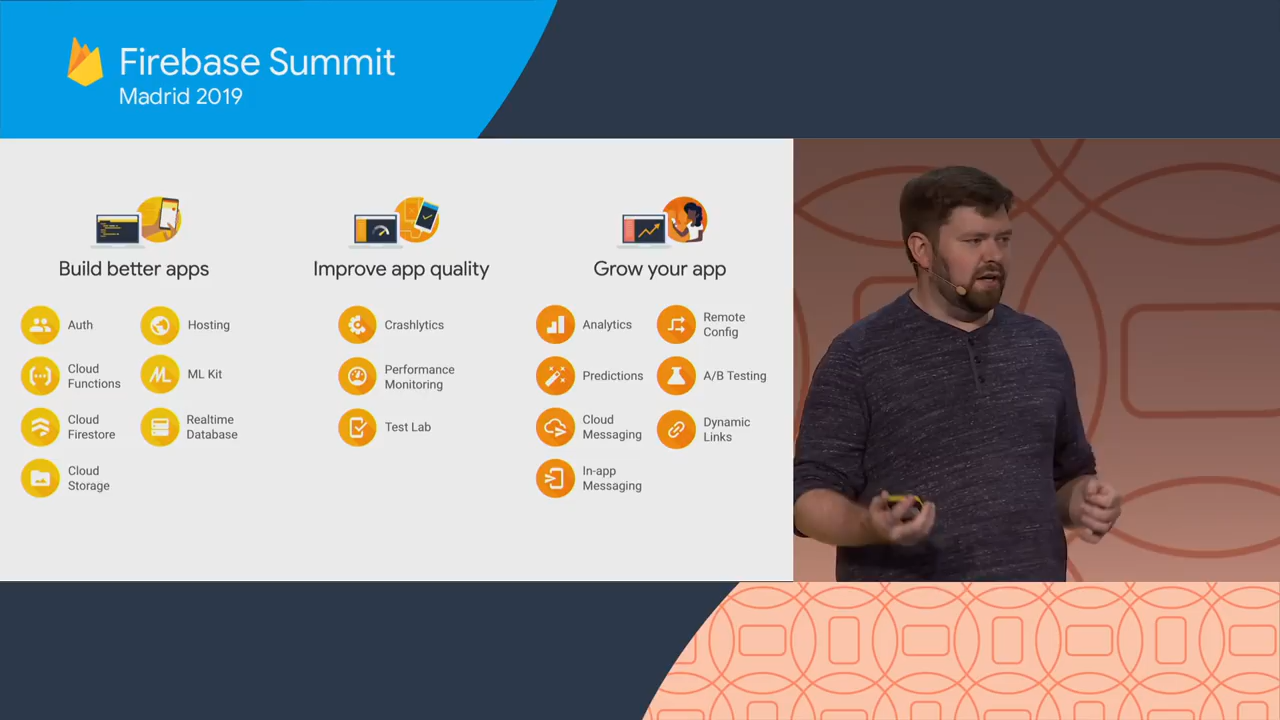 Firebase Summit
Madrid 2019
Build better apps
Auth
Hosting
Cloud
Functions
ML Kit
Cloud
Firestore
Realtime
Database
Cloud
Storage
Improve app quality
Crashlytics
Performance
Monitoring
Test Lab
Grow your app
Analytics
Remote
Config
Predictions
A/B Testing
Cloud
Messaging
Dynamic
Links
In-app
Messaging